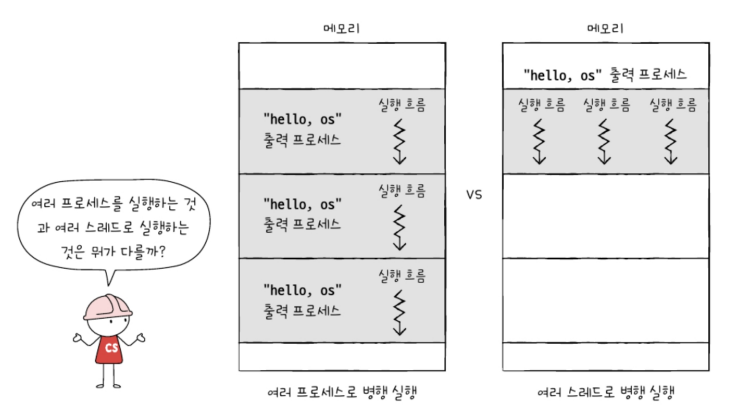 메모리
"hello, os"
출력 프로세스
실행 흐름
"hello, os"
출력 프로세스
실행 흐름
"hello, os"
출력 프로세스
실행 흐름
여러 프로세스로 병행 실행
VS
메모리
"hello, os" 출력 프로세스
실행 흐름 실행 흐름 실행 흐름
여러 스레드로 병행 실행
여러 프로세스를 실행하는 것
과 여러 스레드로 실행하는
것은 뭐가 다를까?
CS